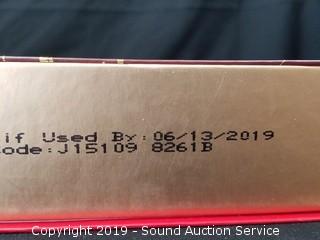 if Used By: 06/13/2019
ode: J15109 8261B
Copyright 2019 - Sound Auction Service